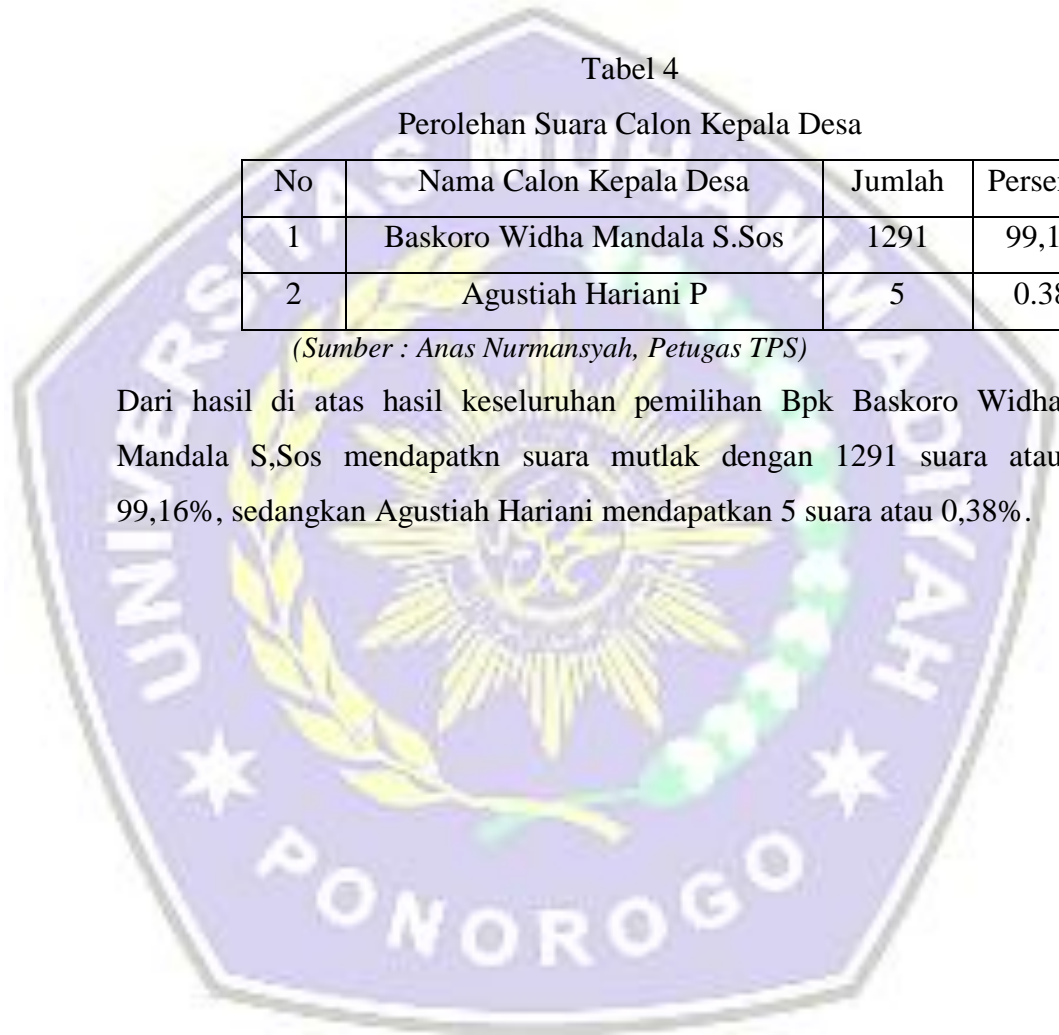 Tabel 4
Perolehan Suara Calon Kepala Desa
No Nama Calon Kepala Desa Jumlah
1 Baskoro Widha Mandala S.Sos 1291
2 Agustiah Hariani P 5
(Sumber : Anas Nurmansyah, Petugas TPS)
Dari hasil di atas hasil keseluruhan pemilihan Bpk Baskoro Widha
Mandala S,Sos mendapatkn suara mutlak dengan 1291 suara atau
99,16%, sedangkan Agustiah Hariani mendapatkan 5 suara atau 0,38%.
UNIVERSITAS MUHAMMADIYAH
PONOROGO